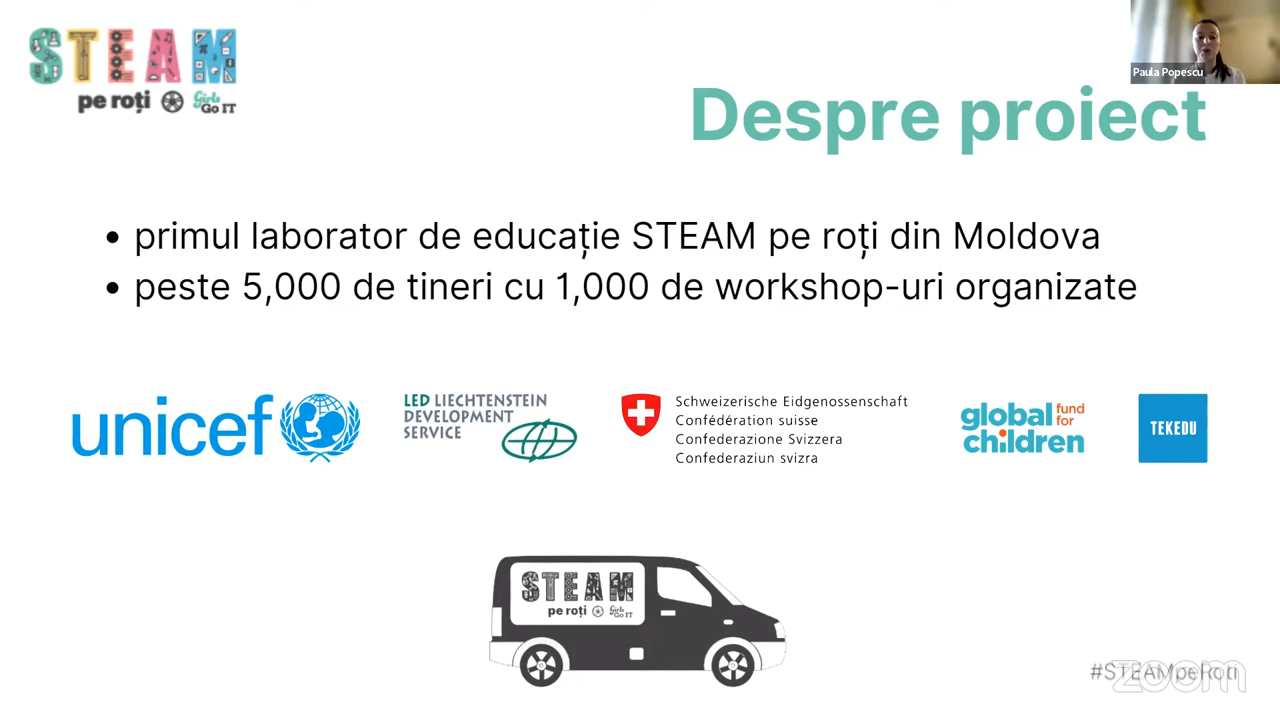 STEAM
pe roți Girls Go IT
Paula Popescu
Despre proiect
• primul laborator de educație STEAM pe roți din Moldova
• peste 5,000 de tineri cu 1,000 de workshop-uri organizate
unicef
LED LIECHTENSTEIN
DEVELOPMENT
SERVICE
Schweizerische Eidgenossenschaft
Confédération suisse
Confederazione Svizzera
Confederaziun svizra
global fund for
children
TEKEDU
STEAM
pe roți Girls Go IT
#STEAMpeRoti
zoom